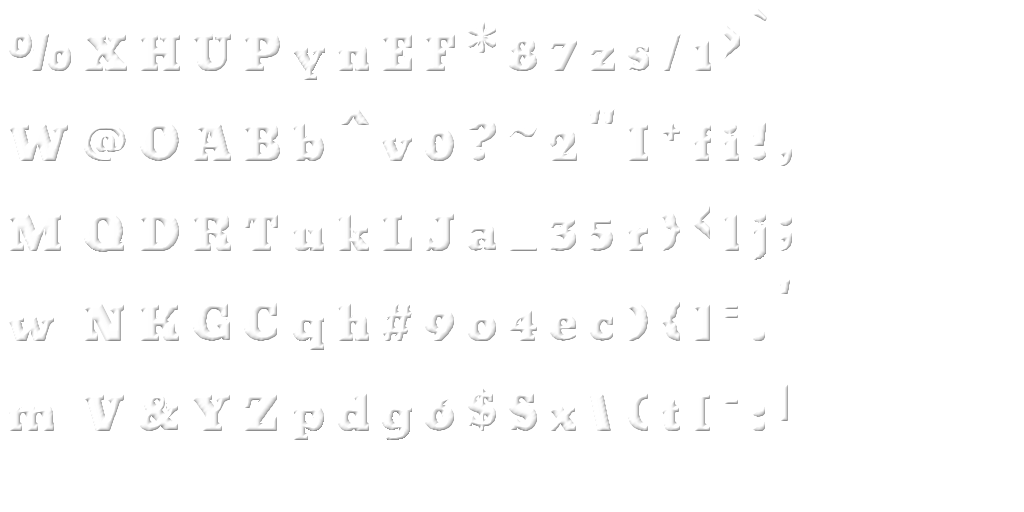 % X H U P y n E F * 8 7 z s / 1 > `
W @ O A B b ^ v 0 ? ~ 2 " I + f i ! ,
M Q D R T u k L J a _ 3 5 r } < l j ;
w N K G C q h # 9 o 4 e c ) { ] = . '
m V & Y Z p d g 6 $ S x \ ( t [ - : |